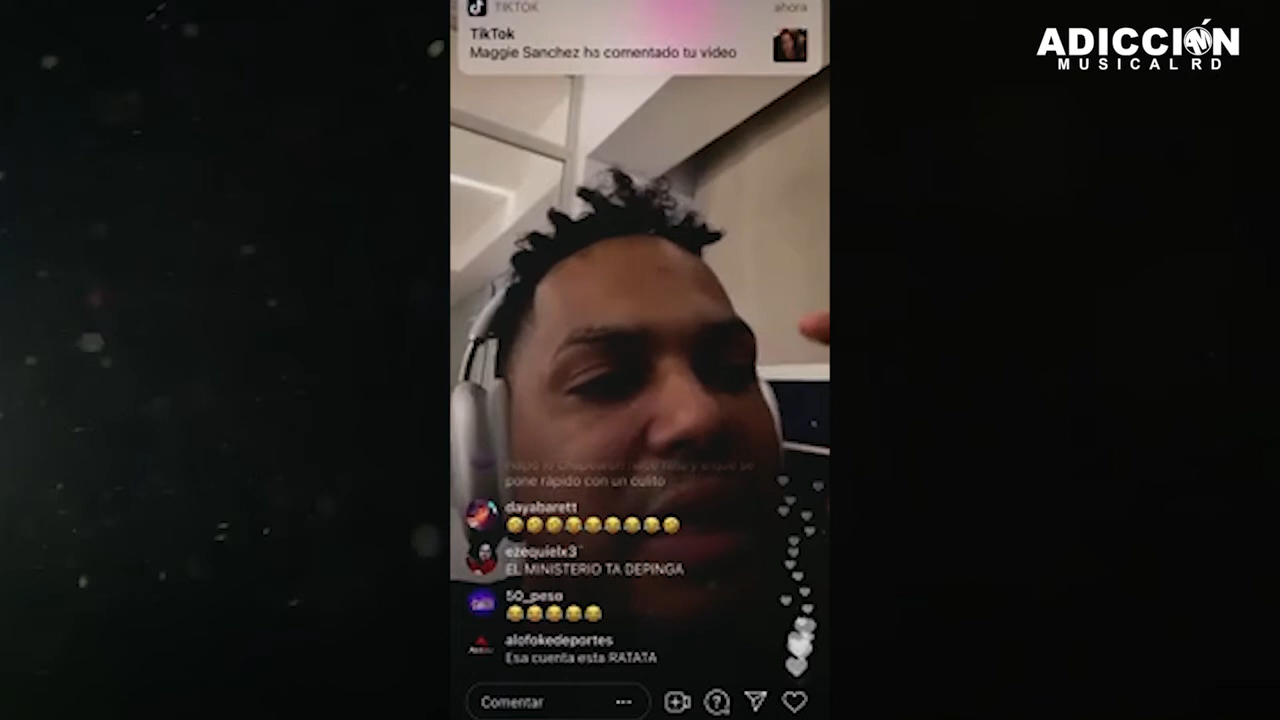 TIKTOK
ahora
TikTok
Maggie Sanchez ha comentado tu video
ADICCIÓN
MUSICAL RD
pone rápido con un culito
dayabarett
😂😂😂😂😂😂😂😂😂
ezequielx3
EL MINISTERIO TA DEPINGA
50_peso
😂😂😂😂😂
alofokedeportes
Esa cuenta esta RATATA
Comentar